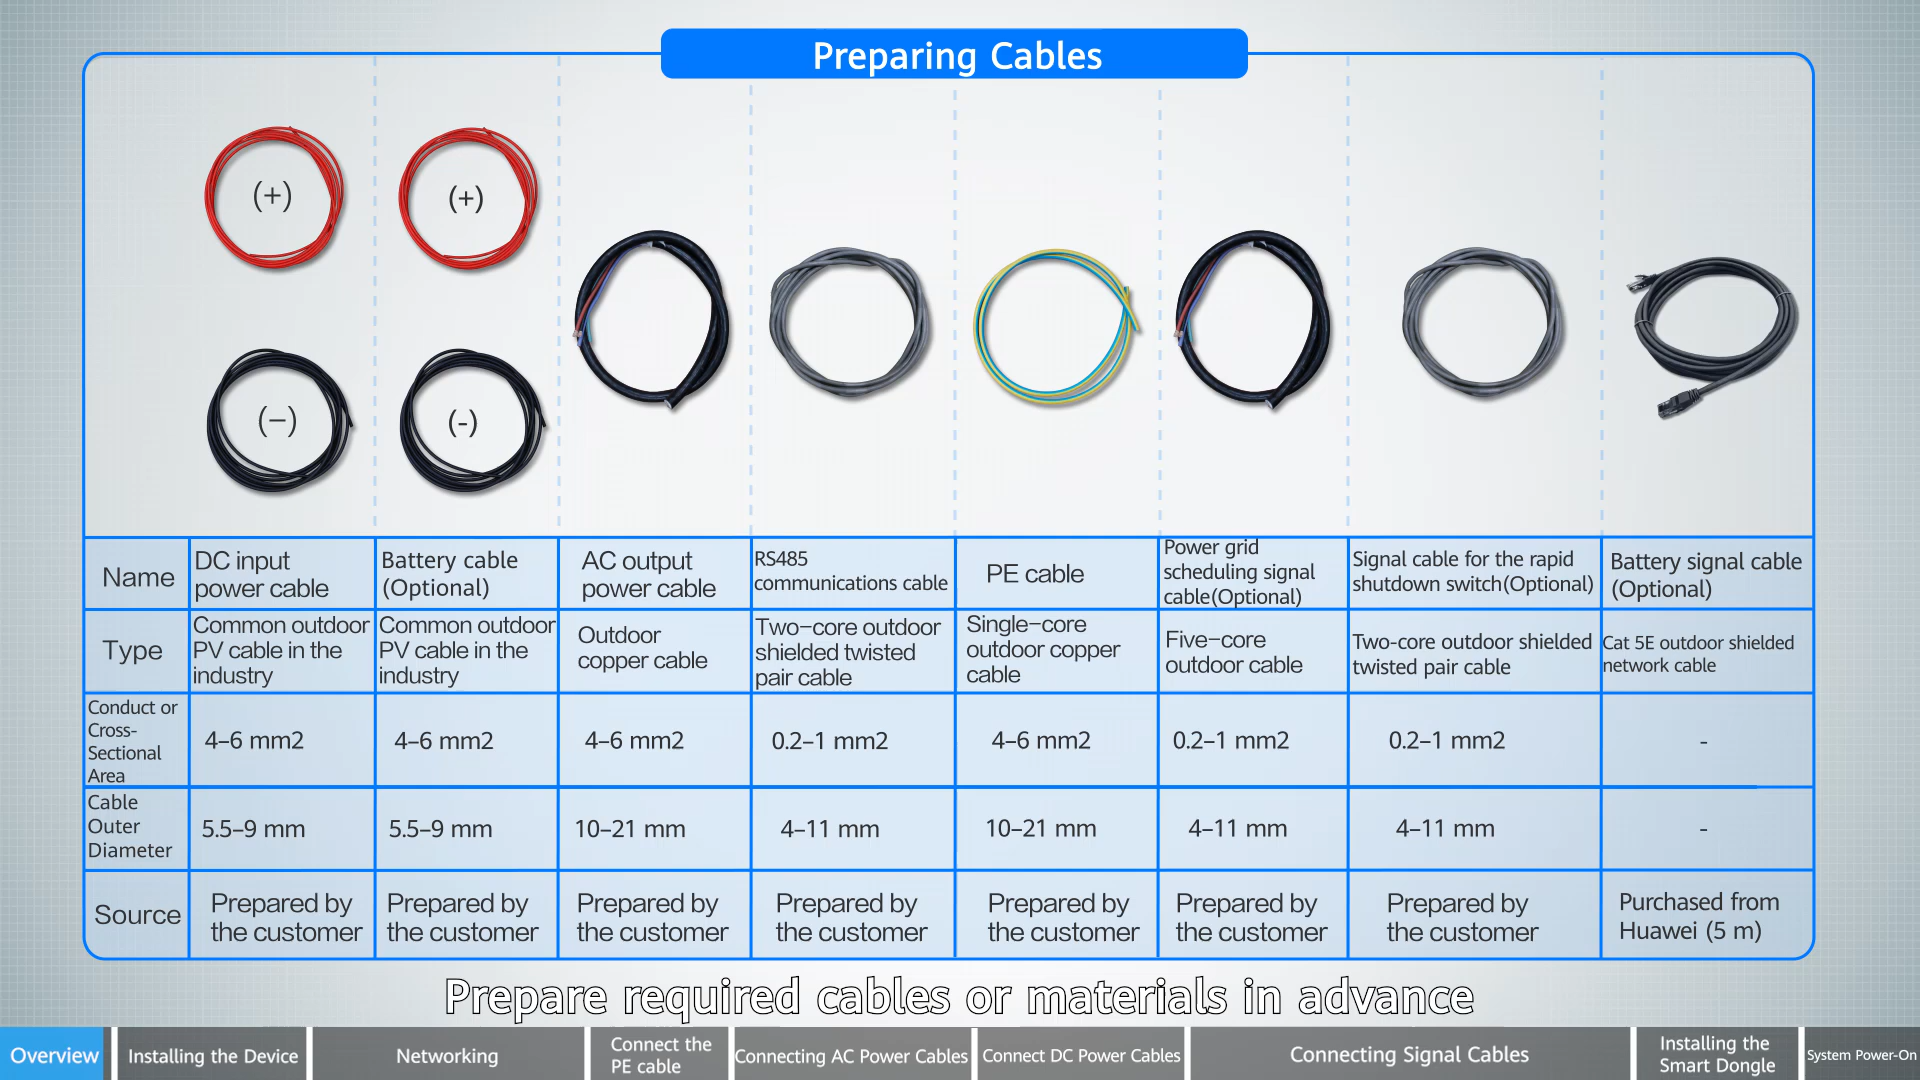 Preparing Cables
(+)
(+)
(−)
(-)
Name
DC input
power cable
Battery cable
(Optional)
AC output
power cable
RS485
communications cable
PE cable
Power grid
scheduling signal
cable(Optional)
Signal cable for the rapid
shutdown switch(Optional)
Battery signal cable
(Optional)
Type
Common outdoor
PV cable in the
industry
Common outdoor
PV cable in the
industry
Outdoor
copper cable
Two−core outdoor
shielded twisted
pair cable
Single−core
outdoor copper
cable
Five−core
outdoor cable
Two-core outdoor shielded
twisted pair cable
Cat 5E outdoor shielded
network cable
Conduct or
Cross-
Sectional
Area
4–6 mm2
4–6 mm2
4–6 mm2
0.2–1 mm2
4–6 mm2
0.2–1 mm2
0.2–1 mm2
-
Cable
Outer
Diameter
5.5–9 mm
5.5–9 mm
10–21 mm
4–11 mm
10–21 mm
4–11 mm
4–11 mm
-
Source
Prepared by
the customer
Prepared by
the customer
Prepared by
the customer
Prepared by
the customer
Prepared by
the customer
Prepared by
the customer
Prepared by
the customer
Purchased from
Huawei (5 m)
Prepare required cables or materials in advance
Overview
Installing the Device
Networking
Connect the
PE cable
Connecting AC Power Cables
Connect DC Power Cables
Connecting Signal Cables
Installing the
Smart Dongle
System Power-On